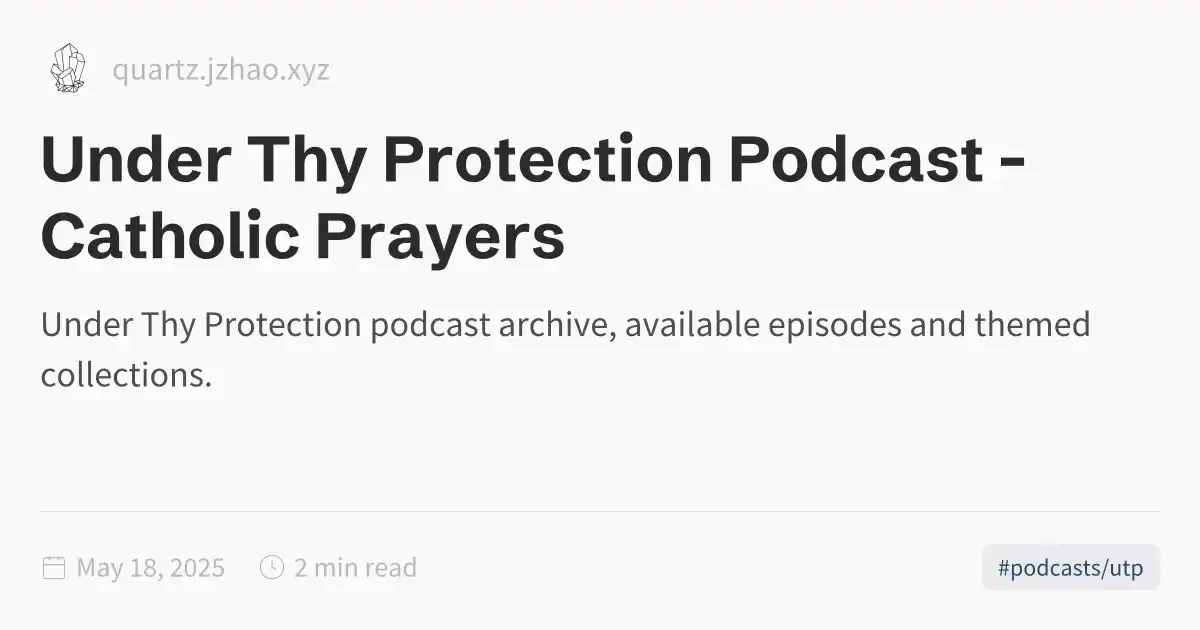 quartz.jzhao.xyz
Under Thy Protection Podcast -
Catholic Prayers
Under Thy Protection podcast archive, available episodes and themed
collections.
May 18, 2025
2 min read
#podcasts/utp